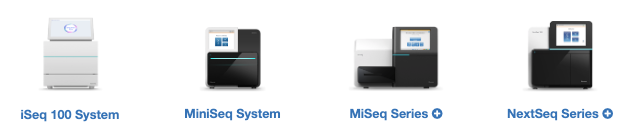 iSeq 100 System
MiniSeq System
MiSeq Series
NextSeq Series